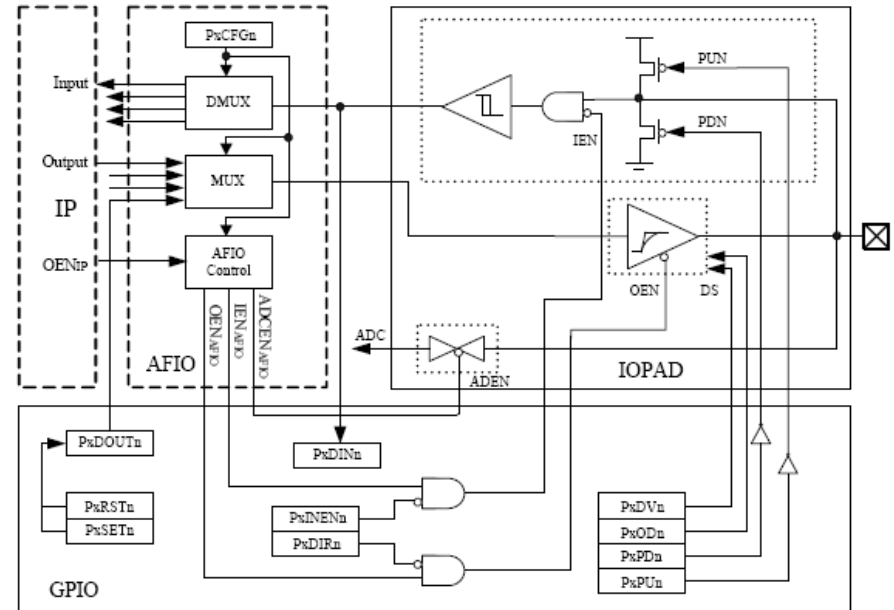 PxCFGn
Input
DMUX
Output
MUX
IP
AFIO
Control
OENIP
OENAFIO
IENAFIO
ADCENAFIO
AFIO
PUN
PDN
IEN
OEN
DS
ADC
ADEN
IOPAD
PxDOUTn
PxDINn
PxRSTn
PxSETn
PxINENn
PxDIRn
PxDVn
PxODn
PxPDn
PxPUn
GPIO